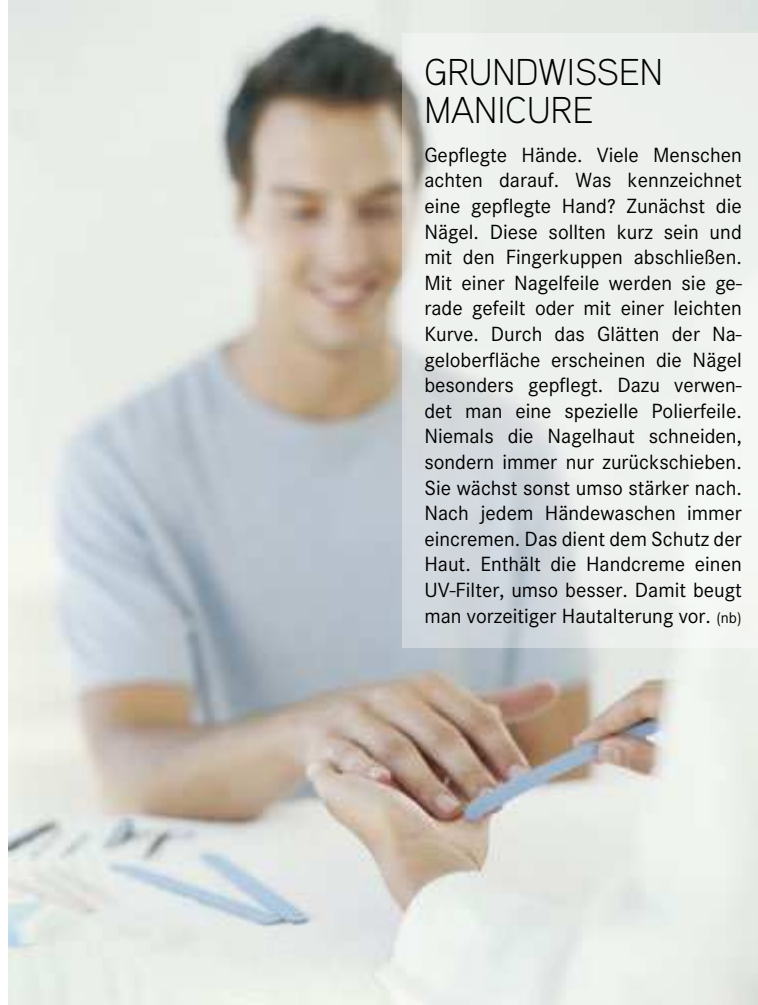 GRUNDWISSEN
MANICURE
Gepflegte Hände. Viele Menschen
achten darauf. Was kennzeichnet
eine gepflegte Hand? Zunächst die
Nägel. Diese sollten kurz sein und
mit den Fingerkuppen abschließen.
Mit einer Nagelfeile werden sie ge-
rade gefeilt oder mit einer leichten
Kurve. Durch das Glätten der Na-
geloberfläche erscheinen die Nägel
besonders gepflegt. Dazu verwen-
det man eine spezielle Polierfeile.
Niemals die Nagelhaut schneiden,
sondern immer nur zurückschieben.
Sie wächst sonst umso stärker nach.
Nach jedem Händewaschen immer
eincremen. Das dient dem Schutz der
Haut. Enthält die Handcreme einen
UV-Filter, umso besser. Damit beugt
man vorzeitiger Hautalterung vor. (nb)